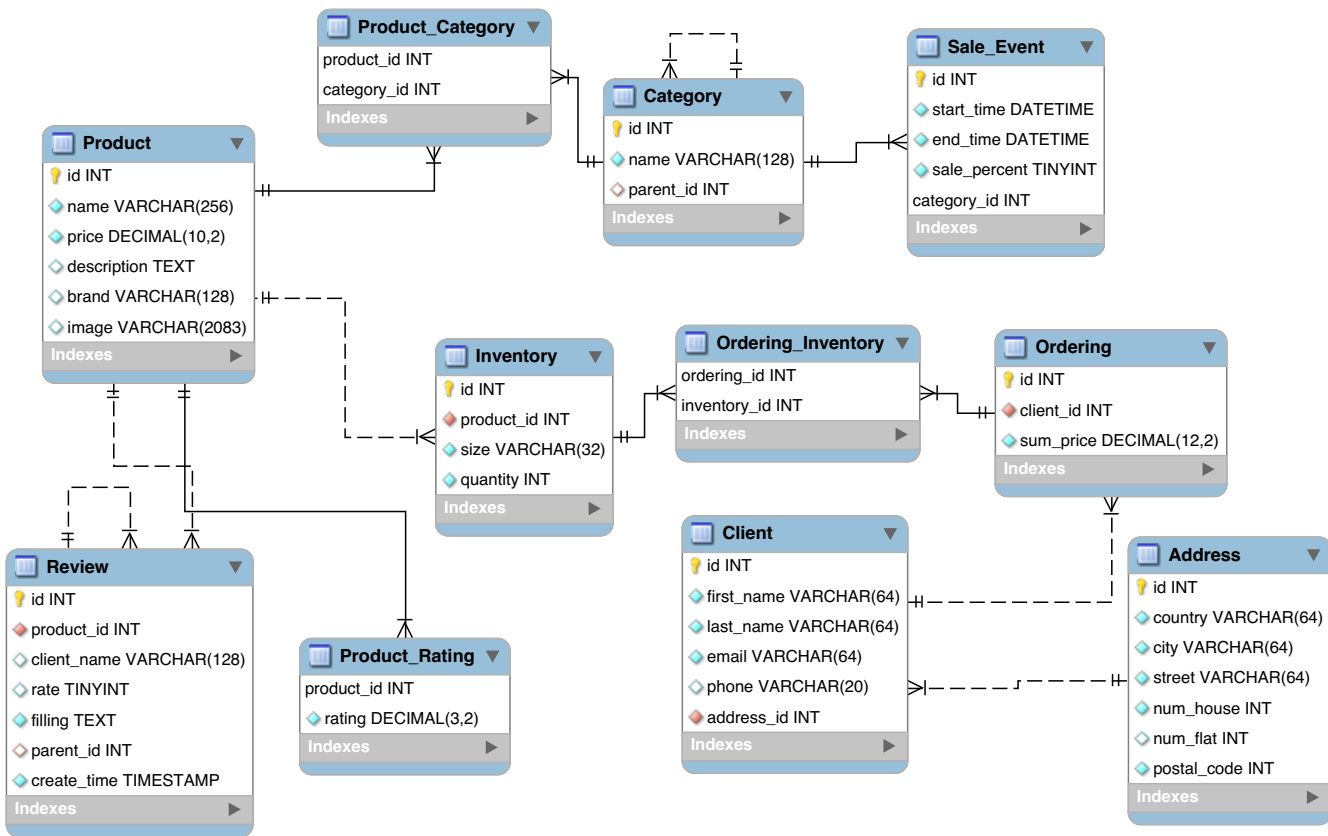 Product_Category
product_id INT
category_id INT
Indexes
Category
id INT
name VARCHAR(128)
parent_id INT
Indexes
Sale_Event
id INT
start_time DATETIME
end_time DATETIME
sale_percent TINYINT
category_id INT
Indexes
Product
id INT
name VARCHAR(256)
price DECIMAL(10,2)
description TEXT
brand VARCHAR(128)
image VARCHAR(2083)
Indexes
Inventory
id INT
product_id INT
size VARCHAR(32)
quantity INT
Indexes
Ordering_Inventory
ordering_id INT
inventory_id INT
Indexes
Ordering
id INT
client_id INT
sum_price DECIMAL(12,2)
Indexes
Review
id INT
product_id INT
client_name VARCHAR(128)
rate TINYINT
filling TEXT
parent_id INT
create_time TIMESTAMP
Indexes
Product_Rating
product_id INT
rating DECIMAL(3,2)
Indexes
Client
id INT
first_name VARCHAR(64)
last_name VARCHAR(64)
email VARCHAR(64)
phone VARCHAR(20)
address_id INT
Indexes
Address
id INT
country VARCHAR(64)
city VARCHAR(64)
street VARCHAR(64)
num_house INT
num_flat INT
postal_code INT
Indexes